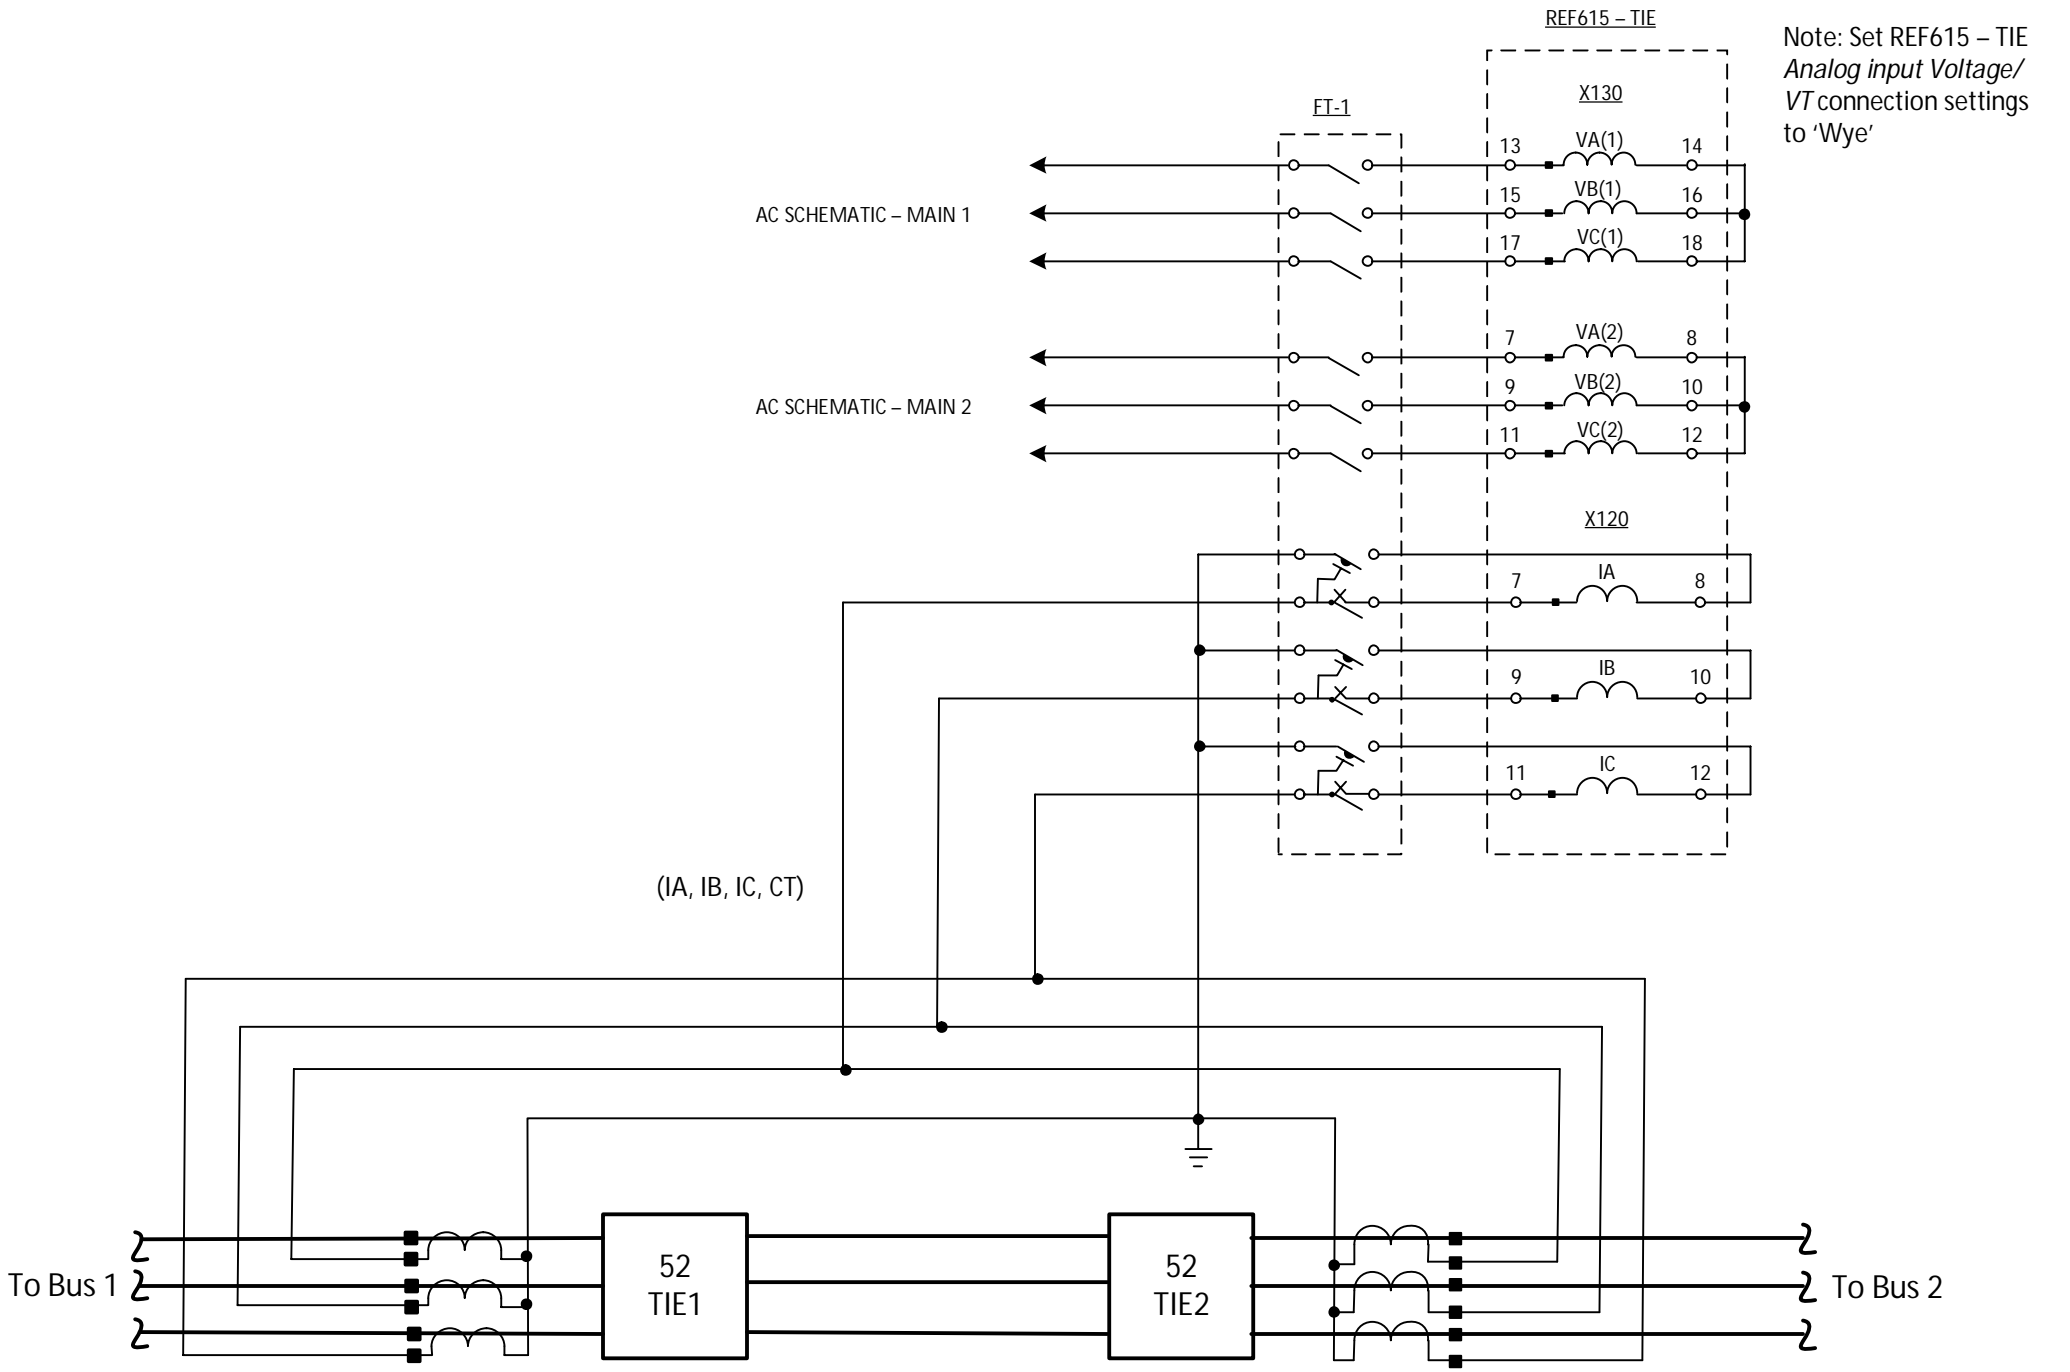 REF615 – TIE
Note: Set REF615 – TIE
Analog input Voltage/
VT connection settings
to ‘Wye’
X130
FT-1
13 VA(1) 14
15 VB(1) 16
AC SCHEMATIC – MAIN 1
17 VC(1) 18
7 VA(2) 8
9 VB(2) 10
AC SCHEMATIC – MAIN 2
11 VC(2) 12
X120
7 IA 8
9 IB 10
11 IC 12
(IA, IB, IC, CT)
To Bus 1
52
TIE1
52
TIE2
To Bus 2